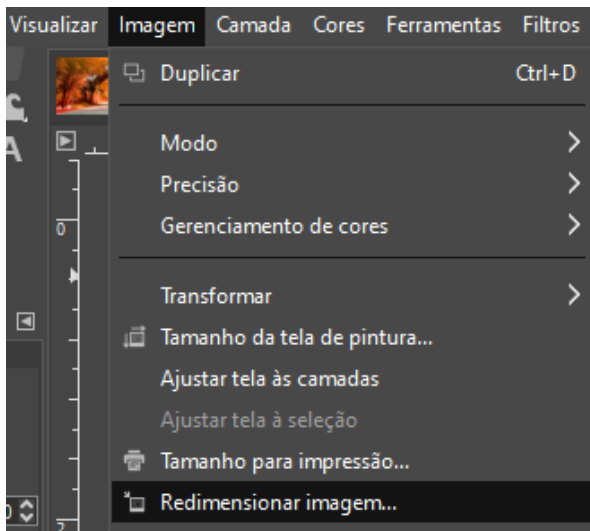 Visualizar Imagem Camada Cores Ferramentas Filtros
Duplicar Ctrl+D
Modo
Precisão
Gerenciamento de cores
0
Transformar
Tamanho da tela de pintura...
Ajustar tela às camadas
Ajustar tela à seleção
Tamanho para impressão...
Redimensionar imagem...